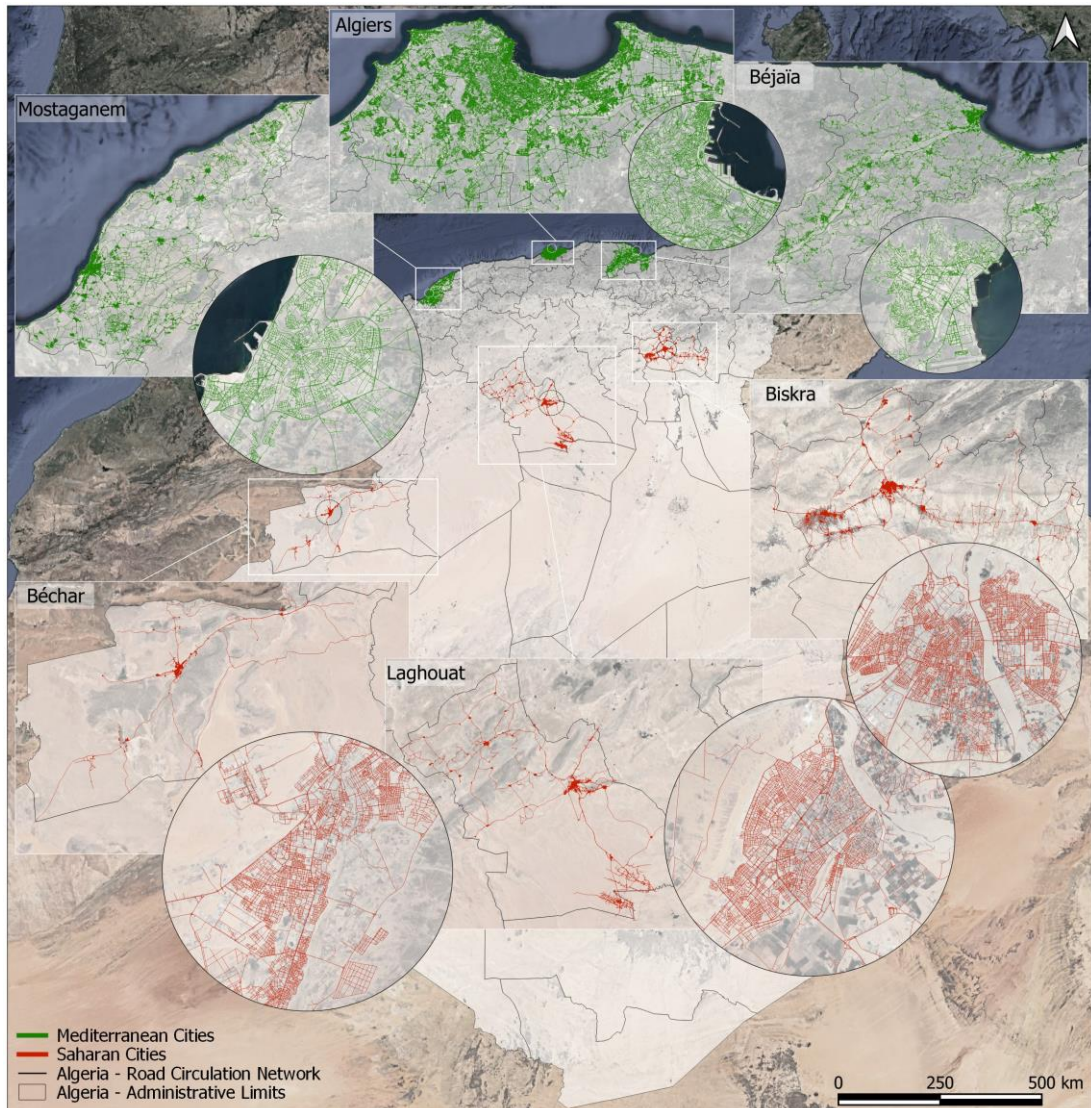 Algiers
Béjaïa
Mostaganem
Biskra
Béchar
Laghouat
Mediterranean Cities
Saharan Cities
Algeria - Road Circulation Network
Algeria - Administrative Limits
0 250 500 km